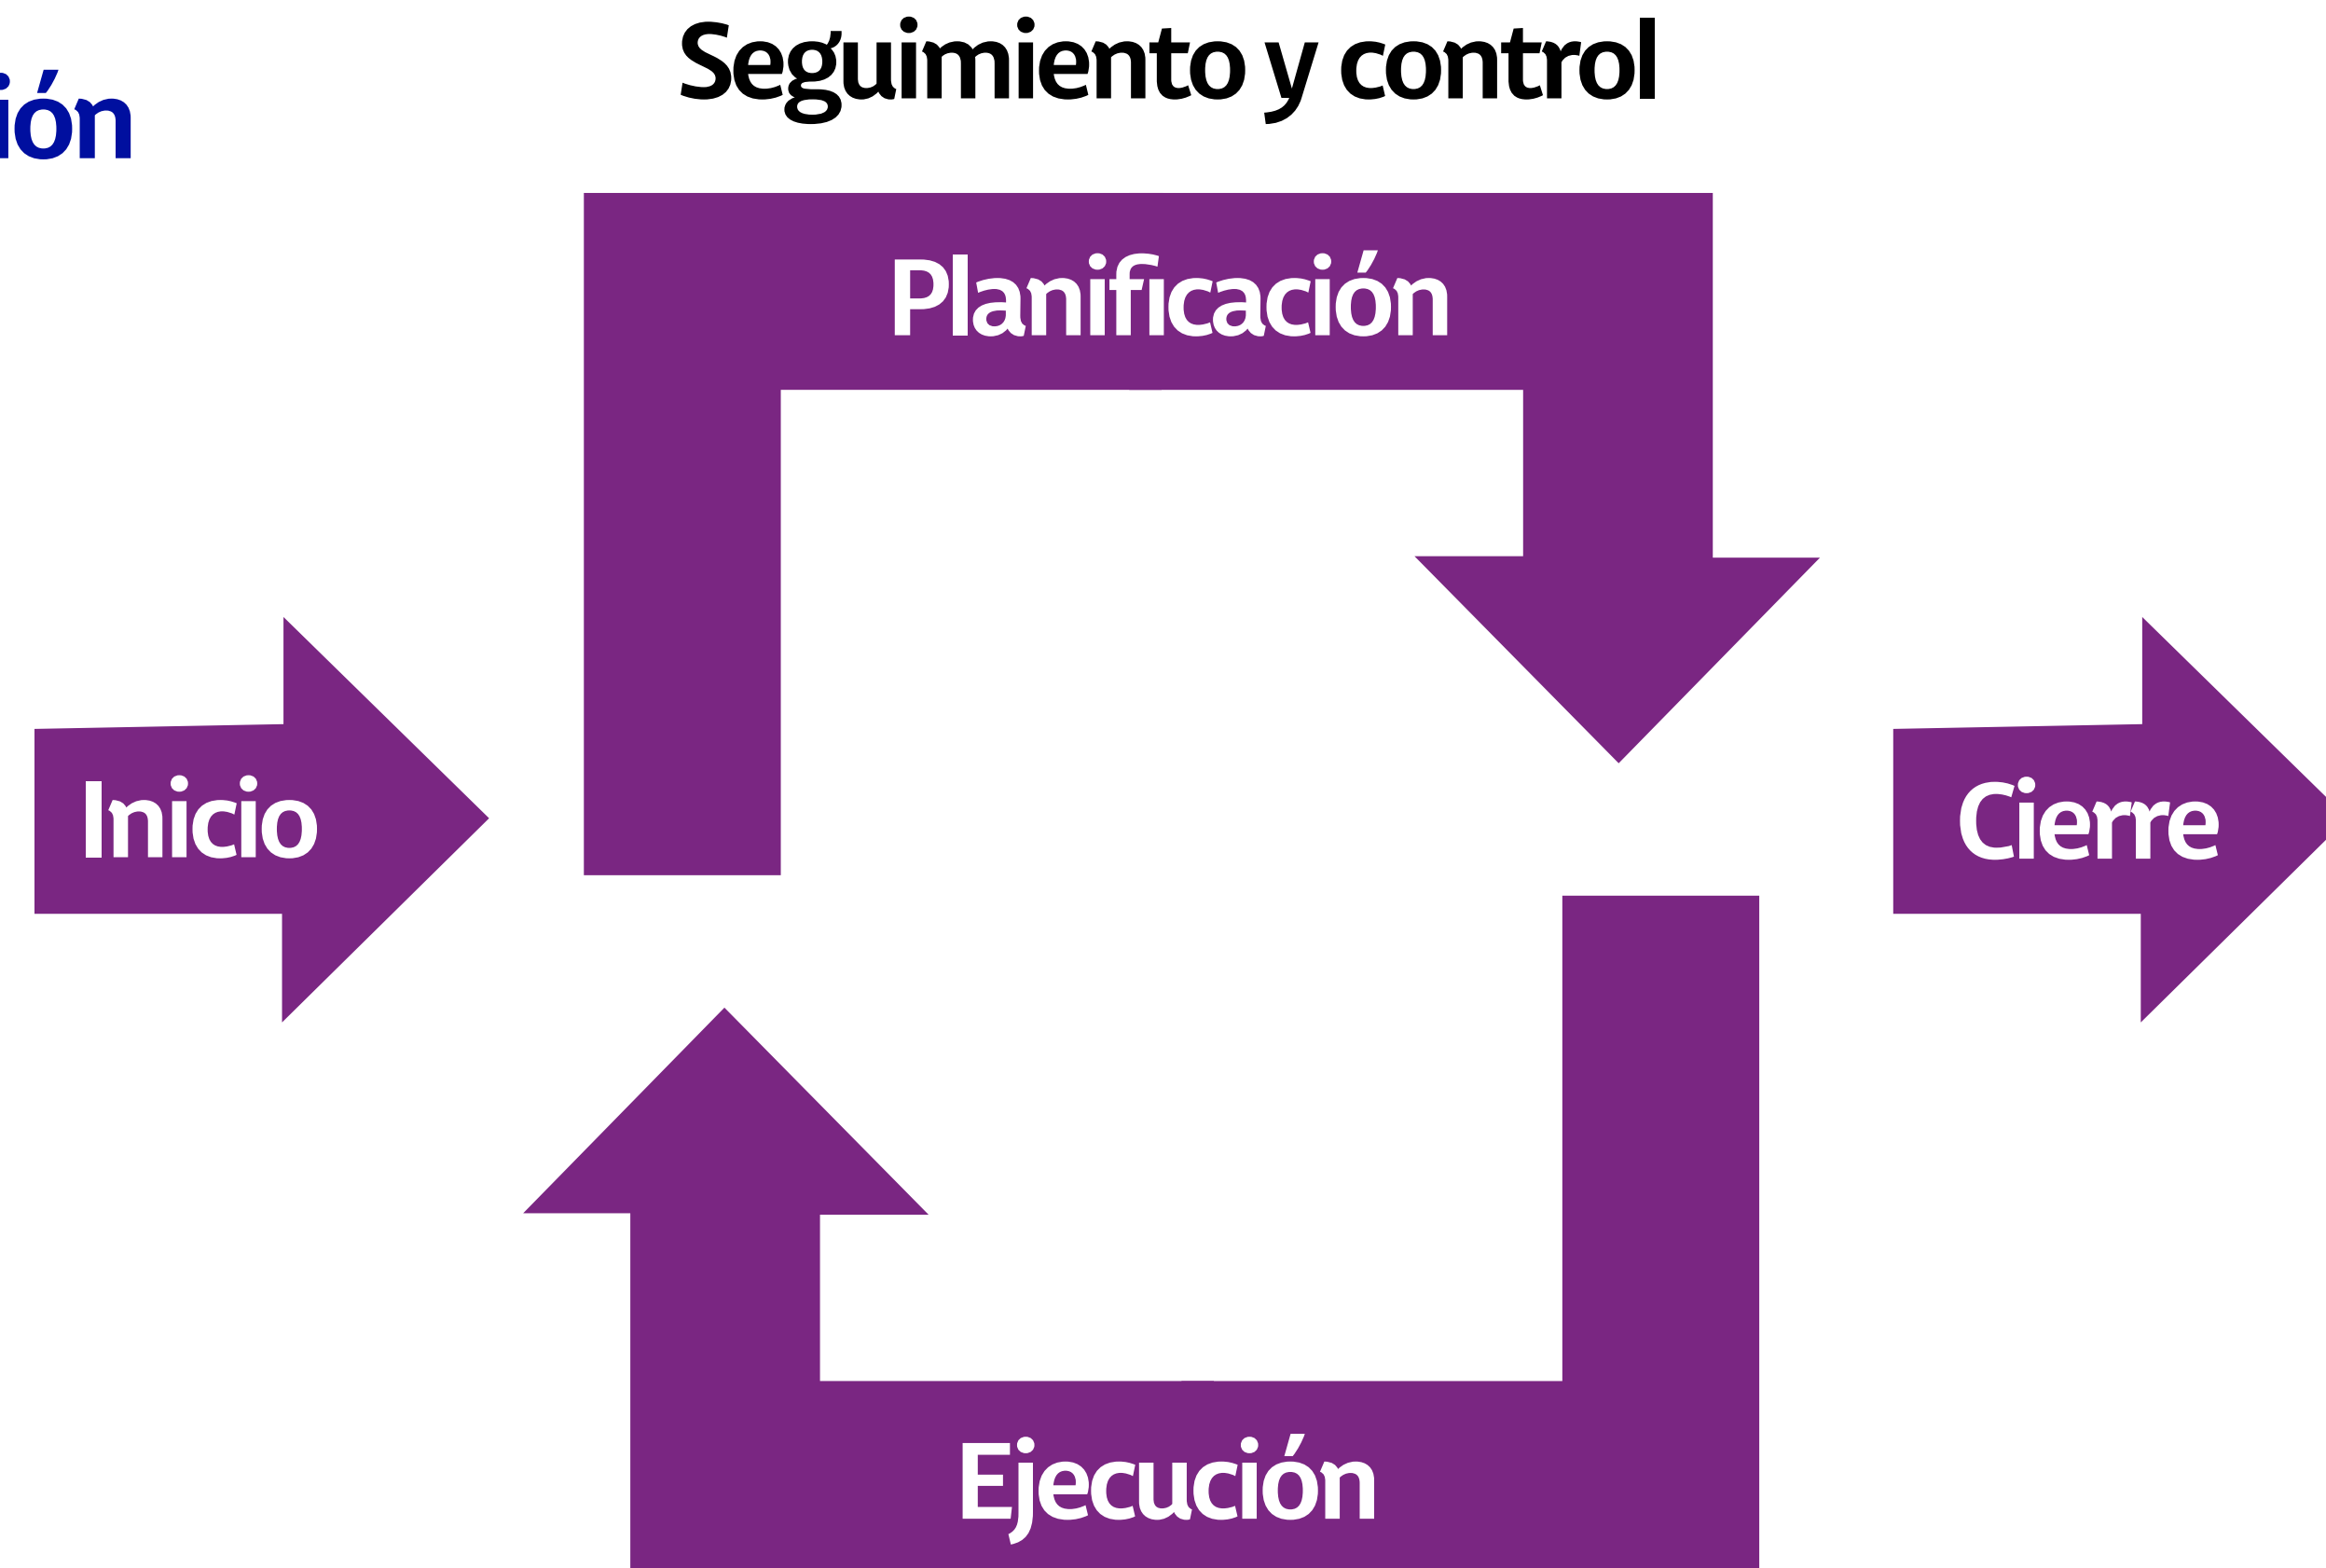 Seguimiento y control
ión
Planificación
Inicio
Cierre
Ejecución